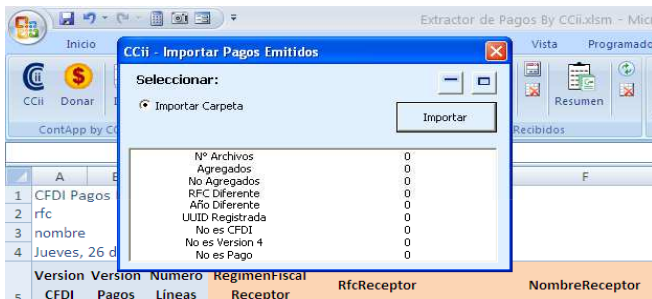 Extractor de Pagos By CCii.xlsm - Mic
Inicio
Vista
Programado
CCii - Importar Pagos Emitidos
Seleccionar:
Importar Carpeta
Importar
CCii
Donar
Resumen
ContApp by CC
Recibidos
Nº Archivos 0
Agregados 0
No Agregados 0
RFC Diferente 0
Año Diferente 0
UUID Registrada 0
No es CFDI 0
No es Version 4 0
No es Pago 0
A
F
1 CFDI Pagos
2 rfc
3 nombre
4 Jueves, 26 d
5
Version CFDI
Version Pagos
Numero Líneas
RegimenFiscal Receptor
RfcReceptor
NombreReceptor